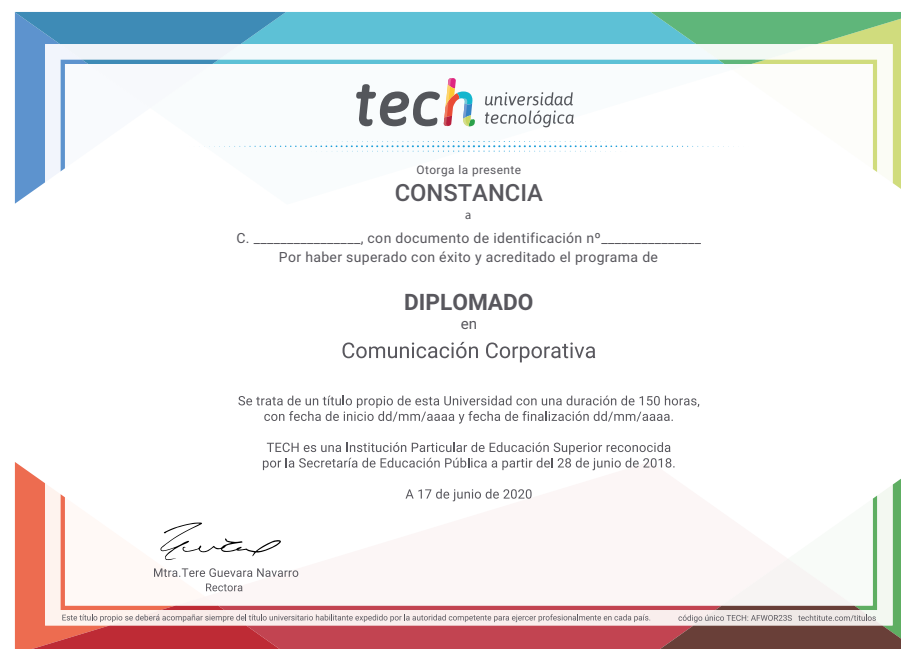 tech universidad
tecnológica
Otorga la presente
CONSTANCIA
a
C. ________________, con documento de identificación nº_______________
Por haber superado con éxito y acreditado el programa de
DIPLOMADO
en
Comunicación Corporativa
Se trata de un título propio de esta Universidad con una duración de 150 horas,
con fecha de inicio dd/mm/aaaa y fecha de finalización dd/mm/aaaa.
TECH es una Institución Particular de Educación Superior reconocida
por la Secretaría de Educación Pública a partir del 28 de junio de 2018.
A 17 de junio de 2020
Mtra.Tere Guevara Navarro
Rectora
Este título propio se deberá acompañar siempre del título universitario habilitante expedido por la autoridad competente para ejercer profesionalmente en cada país. código único TECH: AFWOR23S techtitute.com/titulos